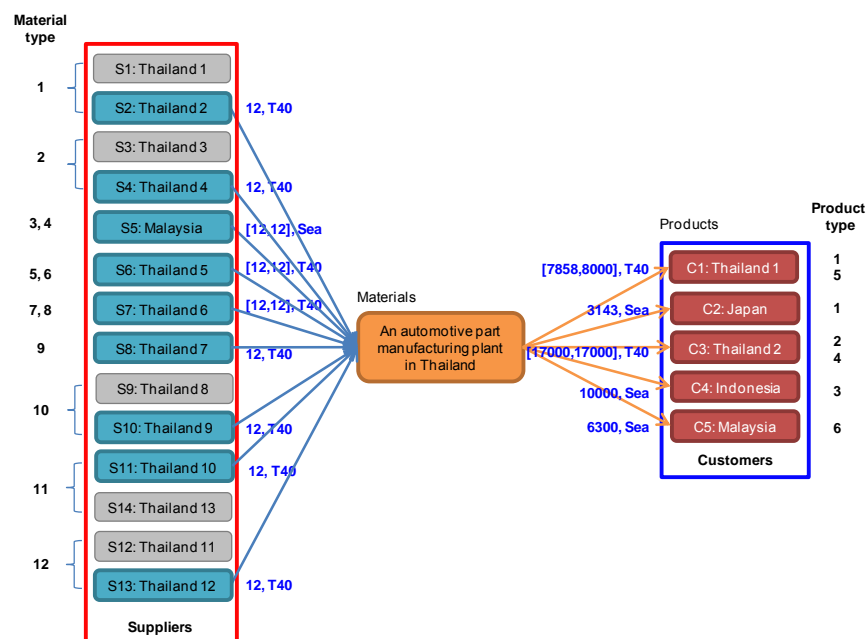 Material
type
1
S1: Thailand 1
S2: Thailand 2
12, T40
2
S3: Thailand 3
S4: Thailand 4
12, T40
3, 4
S5: Malaysia
[12,12], Sea
5, 6
S6: Thailand 5
[12,12], T40
7, 8
S7: Thailand 6
[12,12], T40
9
S8: Thailand 7
12, T40
10
S9: Thailand 8
S10: Thailand 9
12, T40
11
S11: Thailand 10
12, T40
S14: Thailand 13
12
S12: Thailand 11
S13: Thailand 12
12, T40
Suppliers
Materials
An automotive part
manufacturing plant
in Thailand
Products
Product
type
[7858,8000], T40
C1: Thailand 1
1
5
3143, Sea
C2: Japan
1
[17000,17000], T40
C3: Thailand 2
2
4
10000, Sea
C4: Indonesia
3
6300, Sea
C5: Malaysia
6
Customers